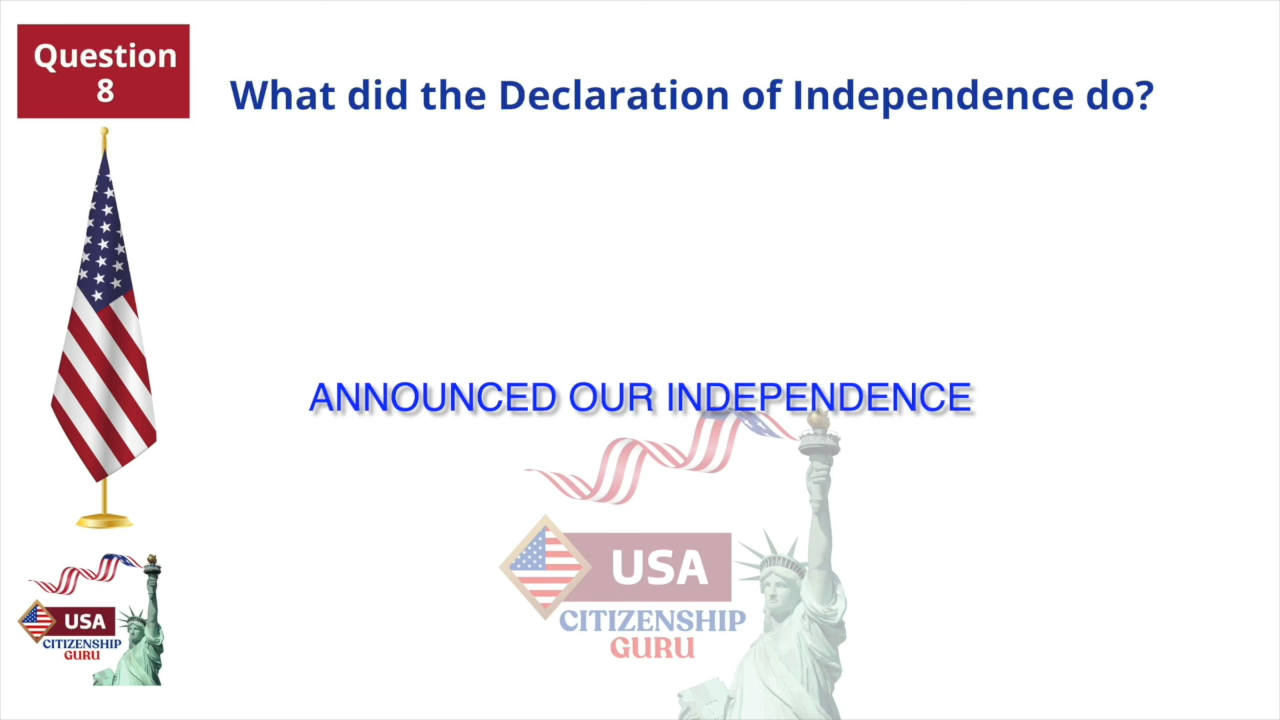 Question
8
What did the Declaration of Independence do?
ANNOUNCED OUR INDEPENDENCE
USA
CITIZENSHIP
GURU
USA
CITIZENSHIP
GURU